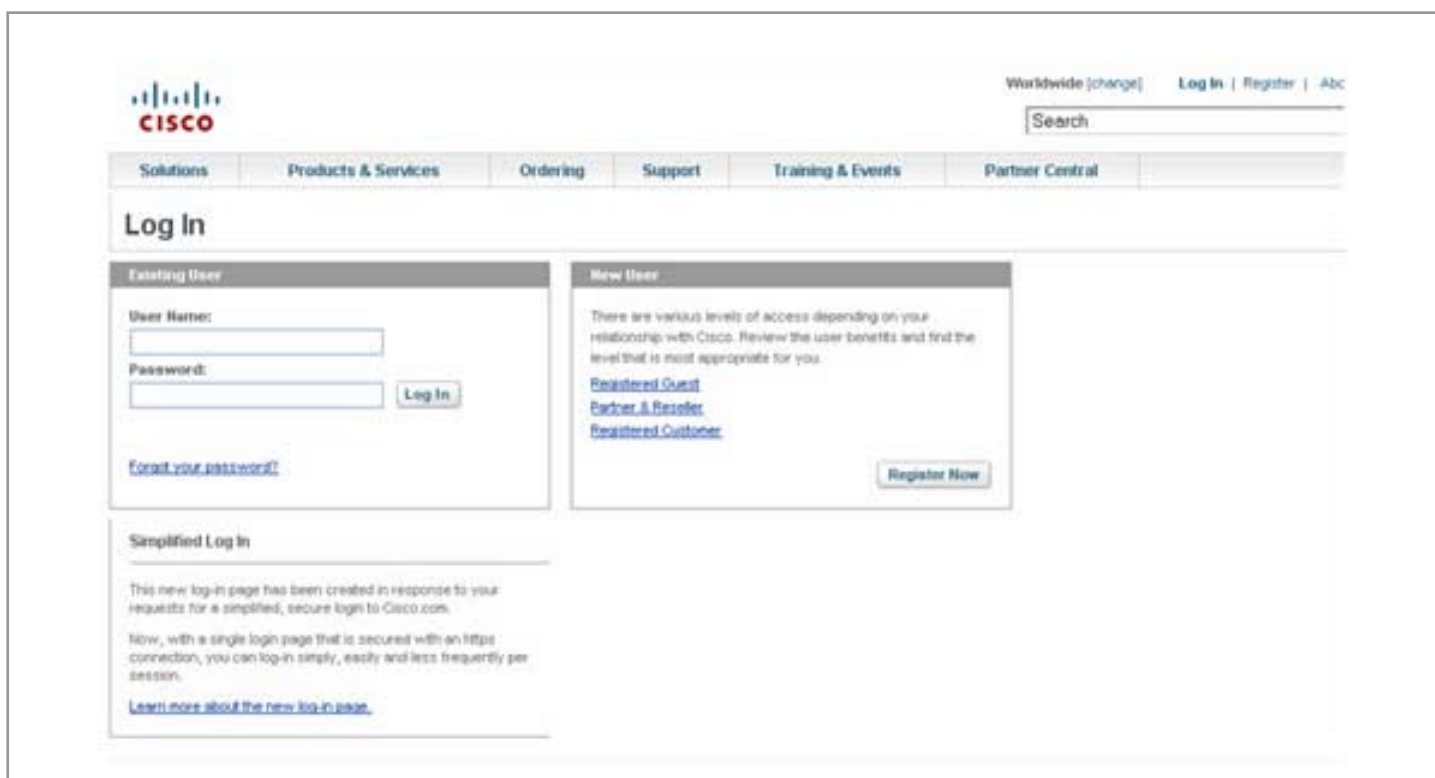 Worldwide [change] Log In | Register | Abc
CISCO
Search
Solutions Products & Services Ordering Support Training & Events Partner Central
Log In
Existing User
User Name:
Password:
Log In
Forgot your password?
New User
There are various levels of access depending on your
relationship with Cisco. Review the user benefits and find the
level that is most appropriate for you.
Registered Guest
Partner & Reseller
Registered Customer
Register Now
Simplified Log In
This new log-in page has been created in response to your
requests for a simplified, secure login to Cisco.com.
Now, with a single login page that is secured with an https
connection, you can log-in simply, easily and less frequently per
session.
Learn more about the new log-in page.